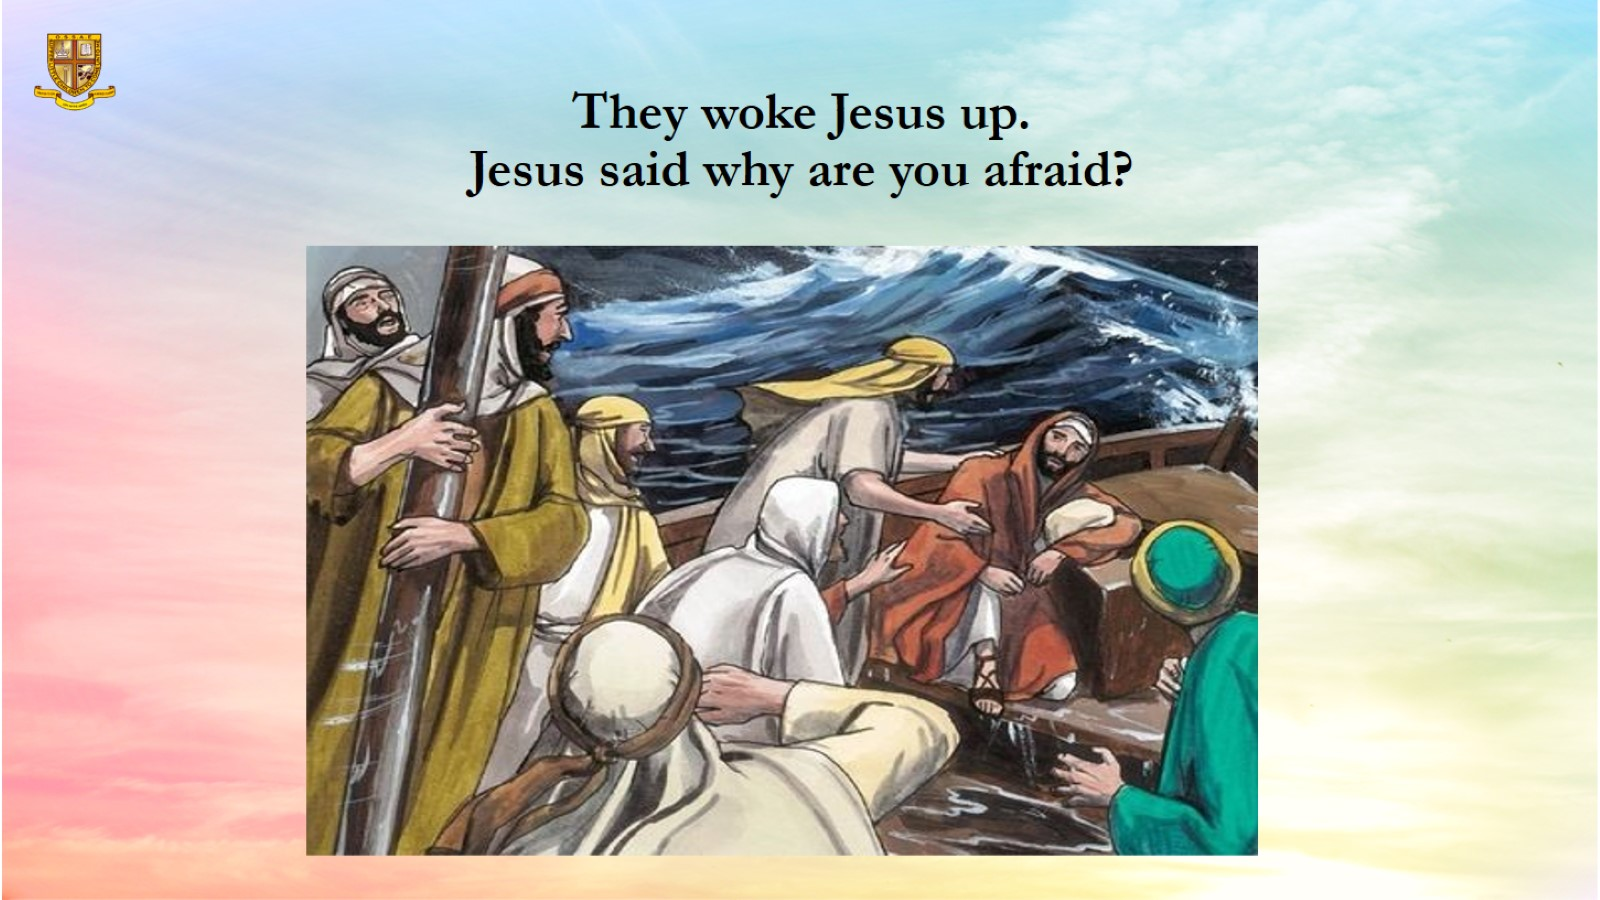 They woke Jesus up.
Jesus said why are you afraid?